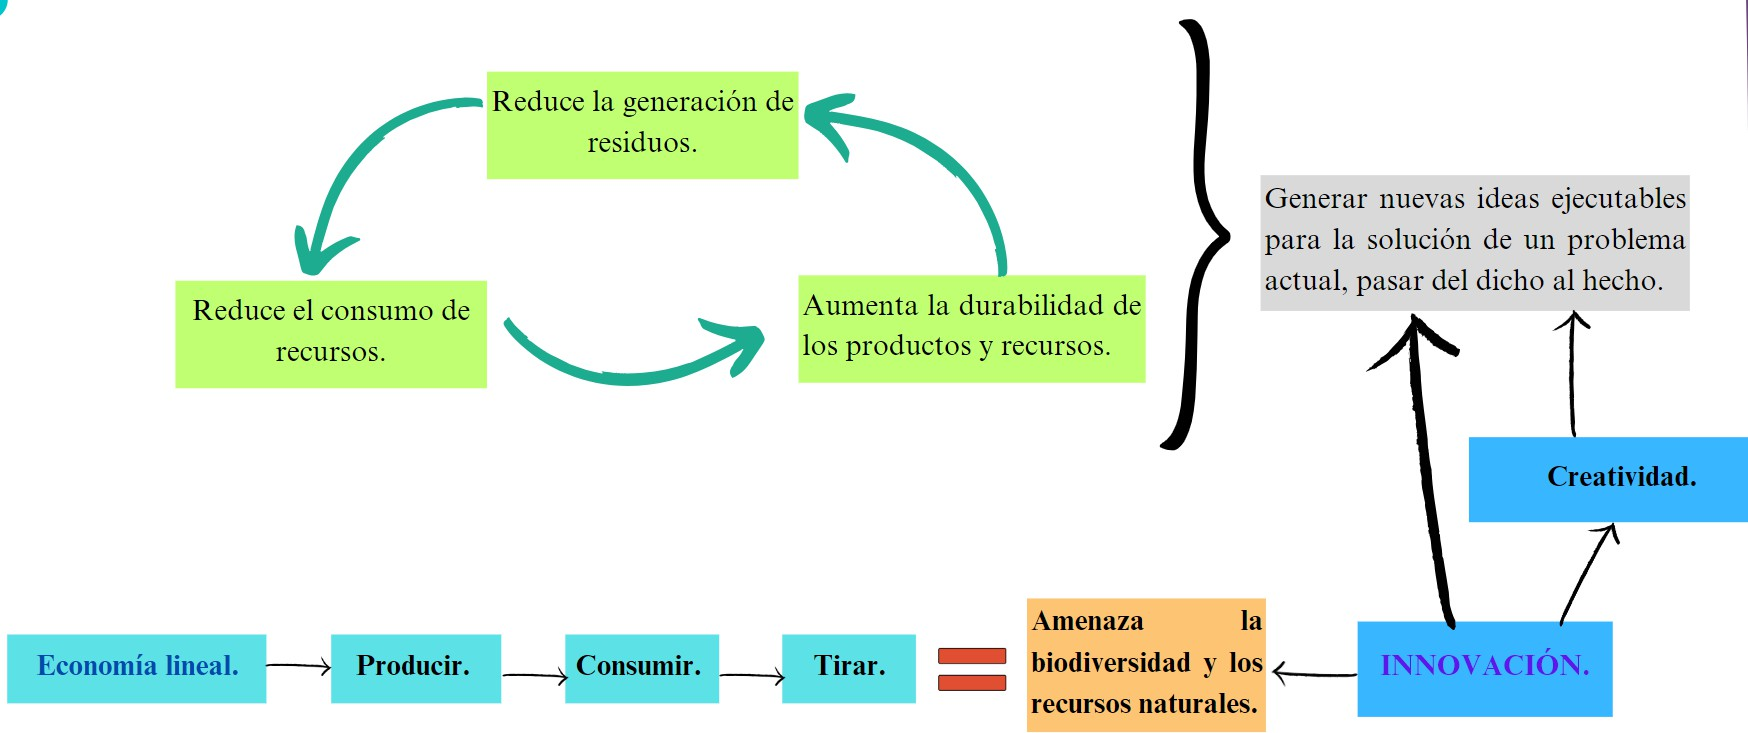 Reduce la generación de
residuos.
Reduce el consumo de
recursos.
Aumenta la durabilidad de
los productos y recursos.
Generar nuevas ideas ejecutables
para la solución de un problema
actual, pasar del dicho al hecho.
Creatividad.
Economía lineal.
Producir.
Consumir.
Tirar.
Amenaza la
biodiversidad y los
recursos naturales.
INNOVACIÓN.